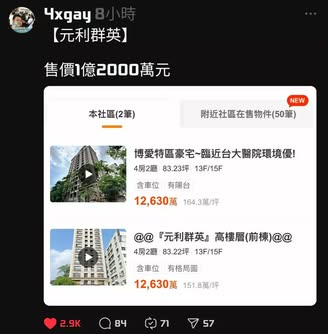 4xgay 8小時
【元利群英】
售價1億2000萬元
NEW
本社區(2筆)
附近社區在售物件(50筆)
博愛特區豪宅~臨近台大醫院環境優!
4房2廳 83.23坪 13F/15F
含車位 有陽台
12,630萬 164.3萬/坪
@@『元利群英』高樓層(前棟)@@
4房2廳 83.22坪 13F/15F
含車位 有格局圖
12,630萬 151.8萬/坪
2.9K 84 71 57